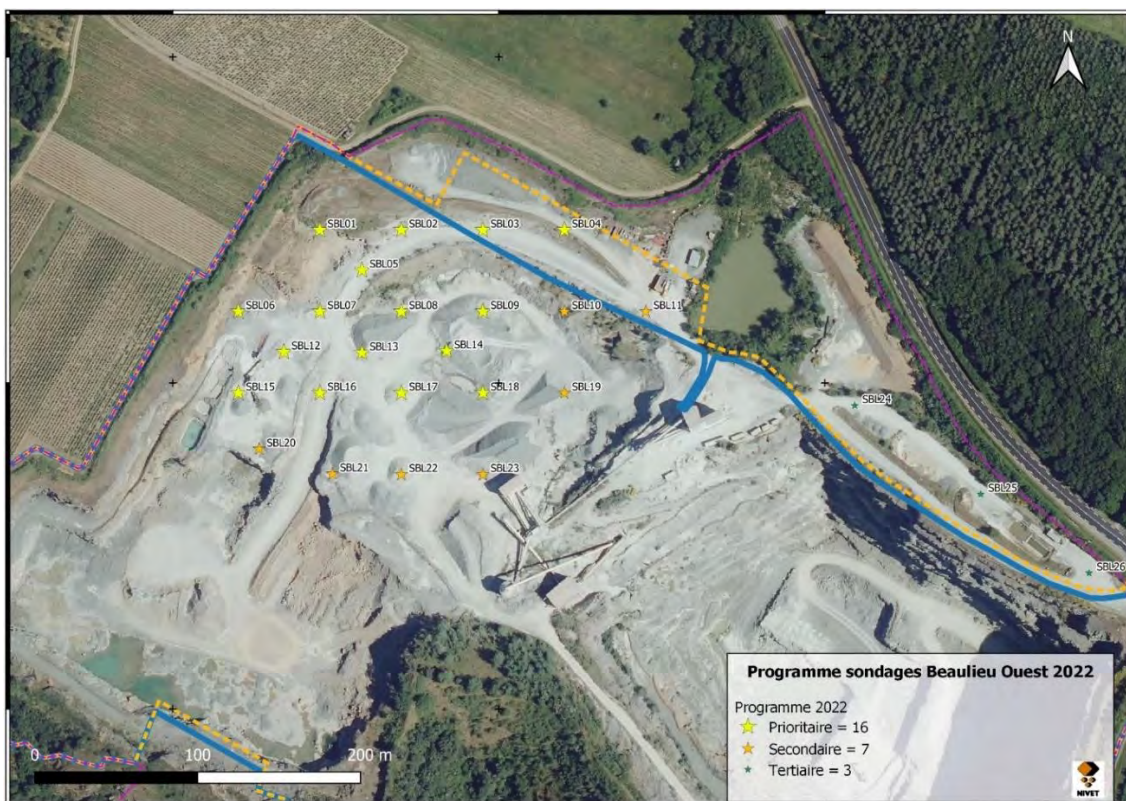 N
SBL01
SBL02
SBL03
SBL04
SBL05
SBL06
SBL07
SBL08
SBL09
SBL10
SBL11
SBL12
SBL13
SBL14
SBL15
SBL16
SBL17
SBL18
SBL19
SBL20
SBL21
SBL22
SBL23
SBL24
SBL25
SBL26
Programme sondages Beaulieu Ouest 2022
Programme 2022
Prioritaire = 16
Secondaire = 7
Tertiaire = 3
0 100 200 m
NIVET